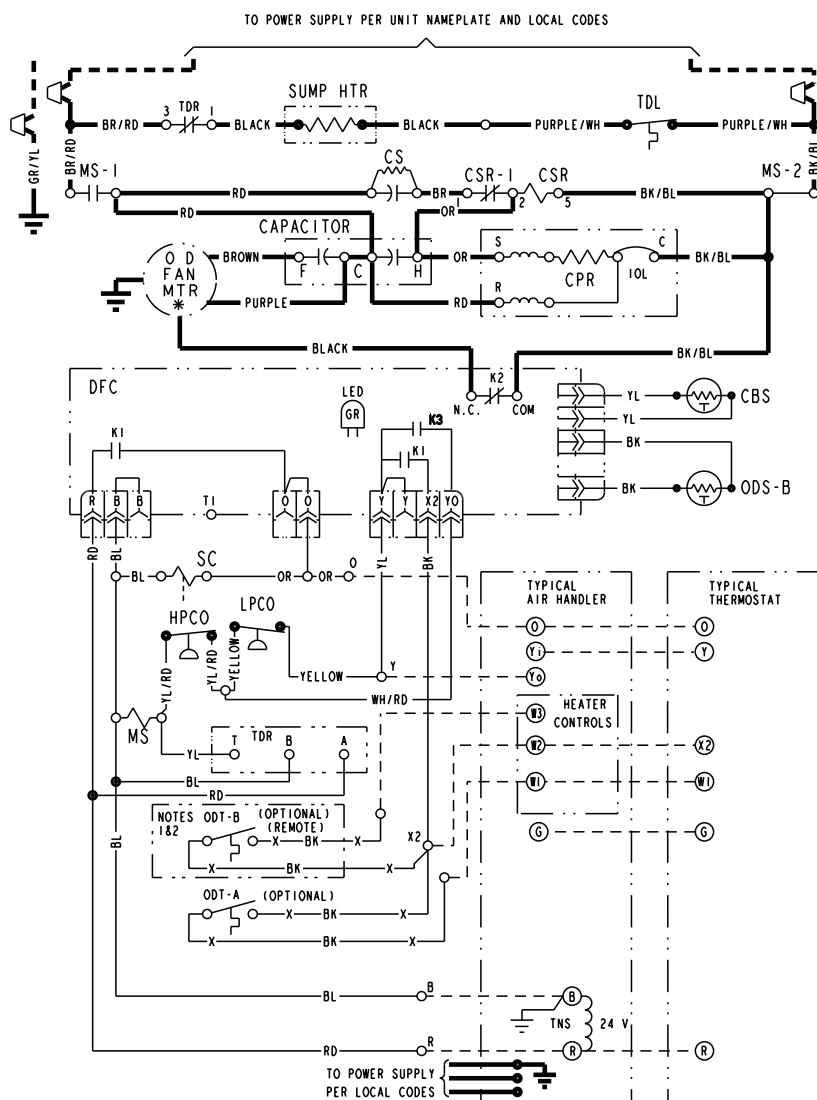 TO POWER SUPPLY PER UNIT NAMEPLATE AND LOCAL CODES
SUMP HTR
TDL
3 TDR 1
BR/RD BLACK BLACK PURPLE/WH PURPLE/WH
GR/YL
BR/RD
BK/BL
CS
MS-1
CSR-1 CSR
MS-2
RD BR 1 2 5 BK/BL
RD OR
CAPACITOR
O D
FAN
MTR
*
BROWN F C H OR S CPR IOL C BK/BL
PURPLE RD R
BLACK BK/BL
DFC
LED
GR
K2
N.C. COM
YL CBS
YL
BK
BK ODS-B
K3
K1
K1
R B B T1 O O Y Y X2 YO
RD BL YL BK
BL SC OR OR O
HPCO LPCO
TYPICAL
AIR HANDLER
TYPICAL
THERMOSTAT
O O
Yi Y
YL/RD YL/RD YELLOW YELLOW Y Yo
WH/RD
HEATER
CONTROLS
W3
MS
TDR
YL T B A
W2 X2
BL
RD
W1 W1
NOTES
1&2
ODT-B (OPTIONAL)
(REMOTE)
X BK X
X BK X
BL
X2
G G
ODT-A (OPTIONAL)
X BK X
X BK X
BL B B
TNS 24 V
RD R R R
TO POWER SUPPLY
PER LOCAL CODES